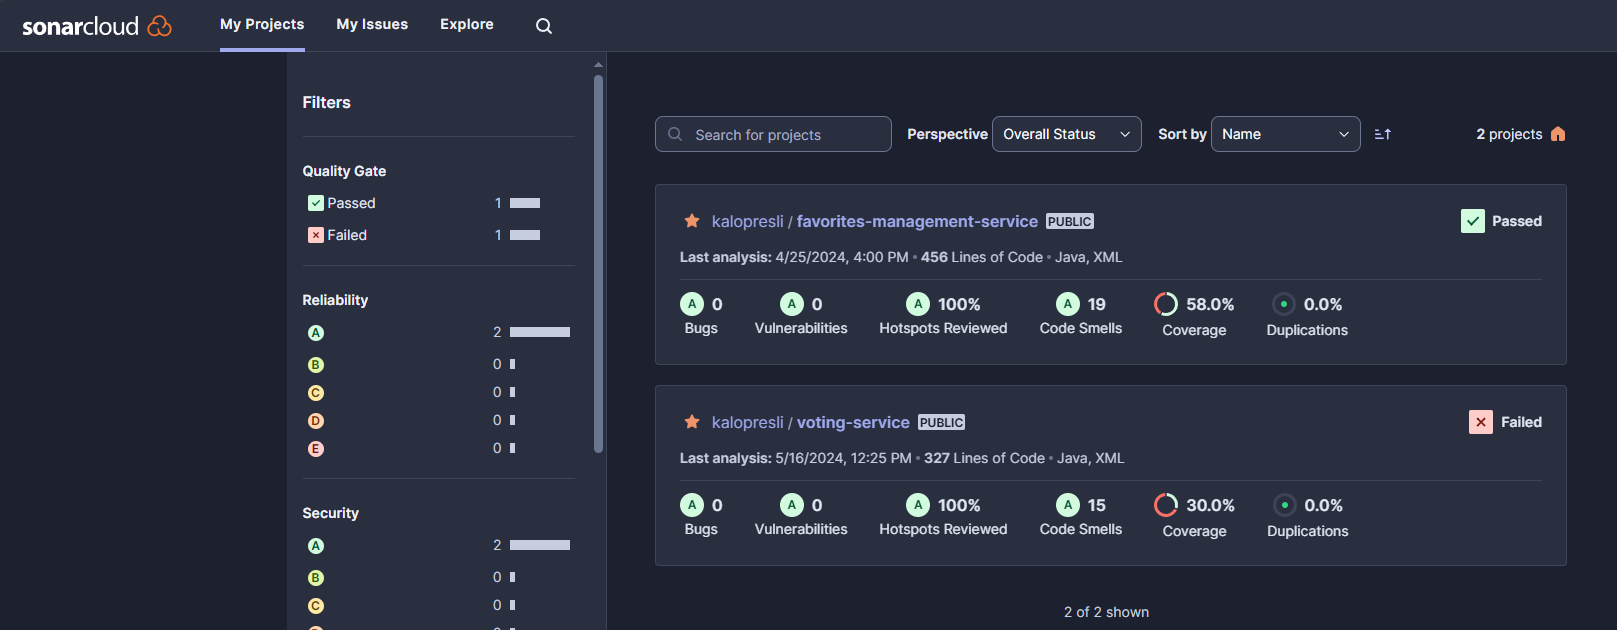 sonarcloud My Projects My Issues Explore
Filters
Quality Gate
Passed 1
Failed 1
Reliability
A 2
B 0
C 0
D 0
E 0
Security
A 2
B 0
C 0
Search for projects Perspective Overall Status Sort by Name 2 projects
kalopresli / favorites-management-service PUBLIC Passed
Last analysis: 4/25/2024, 4:00 PM • 456 Lines of Code • Java, XML
A 0 A 0 A 100% A 19 58.0% 0.0%
Bugs Vulnerabilities Hotspots Reviewed Code Smells Coverage Duplications
kalopresli / voting-service PUBLIC Failed
Last analysis: 5/16/2024, 12:25 PM • 327 Lines of Code • Java, XML
A 0 A 0 A 100% A 15 30.0% 0.0%
Bugs Vulnerabilities Hotspots Reviewed Code Smells Coverage Duplications
2 of 2 shown